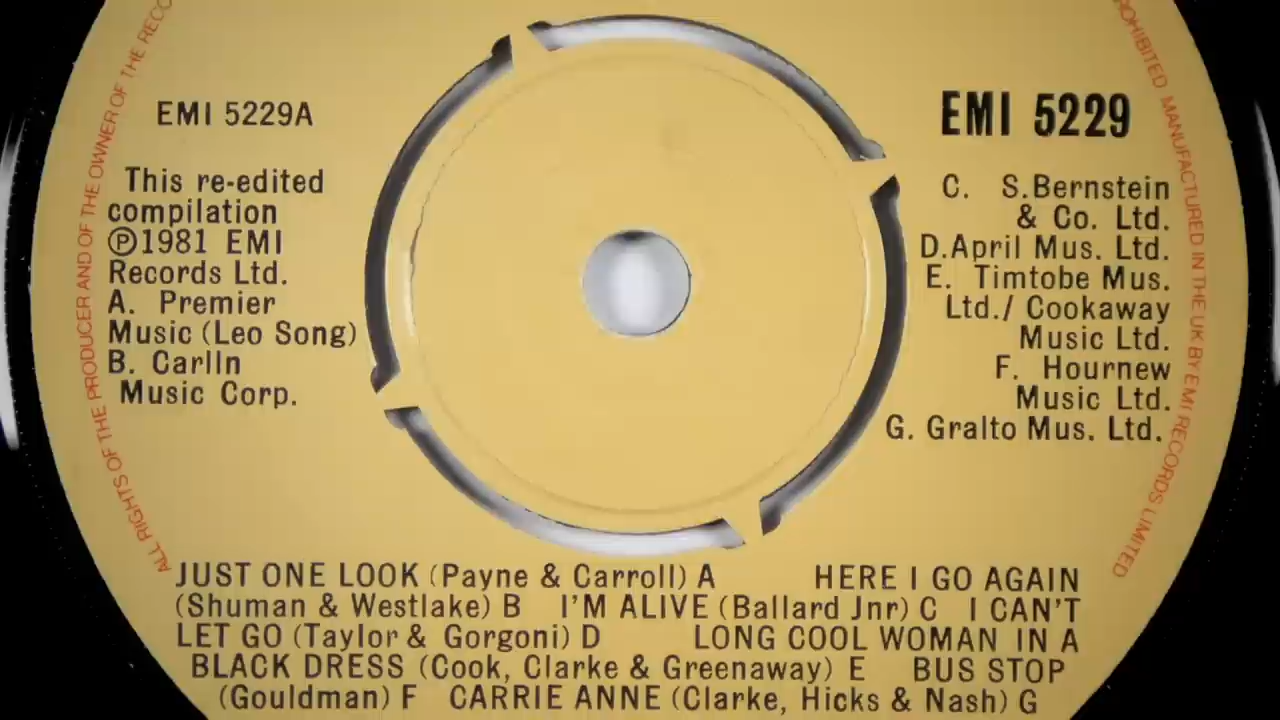 EMI 5229A
This re-edited
compilation
℗1981 EMI
Records Ltd.
A. Premier
Music (Leo Song)
B. Carlln
Music Corp.
EMI 5229
C. S.Bernstein
& Co. Ltd.
D.April Mus. Ltd.
E. Timtobe Mus.
Ltd./ Cookaway
Music Ltd.
F. Hournew
Music Ltd.
G. Gralto Mus. Ltd.
JUST ONE LOOK (Payne & Carroll) A HERE I GO AGAIN
(Shuman & Westlake) B I'M ALIVE (Ballard Jnr) C I CAN'T
LET GO (Taylor & Gorgoni) D LONG COOL WOMAN IN A
BLACK DRESS (Cook, Clarke & Greenaway) E BUS STOP
(Gouldman) F CARRIE ANNE (Clarke, Hicks & Nash) G
ALL RIGHTS OF THE PRODUCER AND OF THE OWNER OF THE
MANUFACTURED IN THE UK BY EMI RECORDS LIMITED